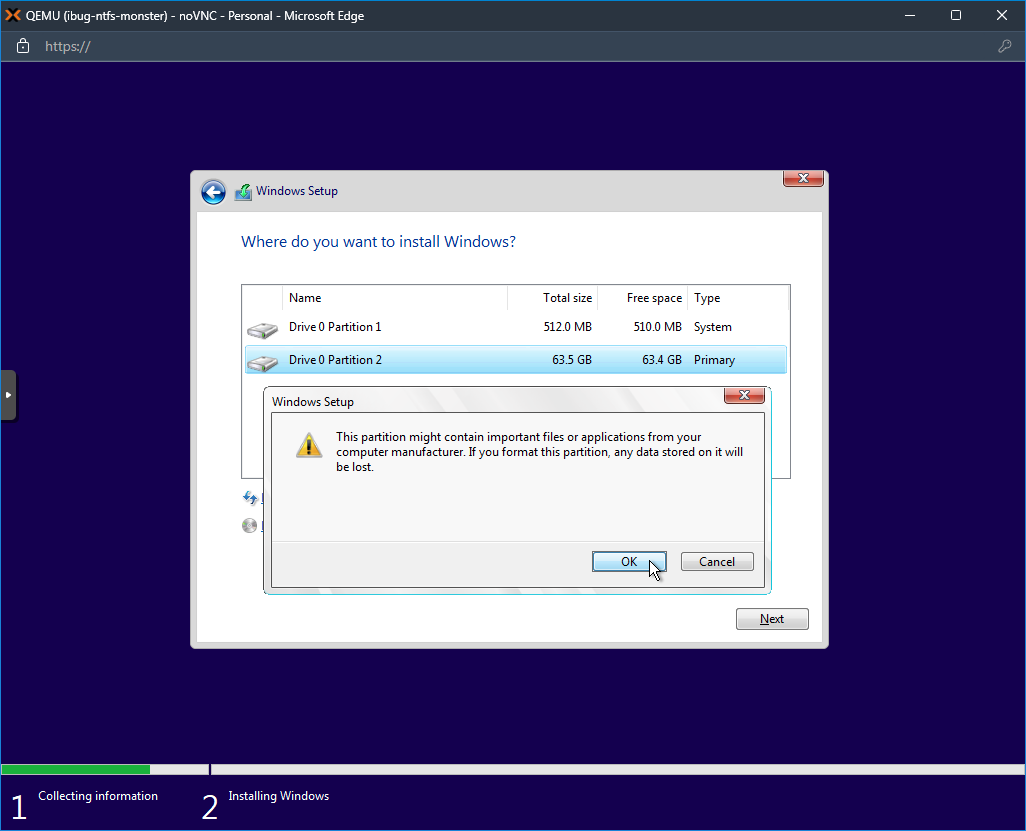 QEMU (ibug-ntfs-monster) - noVNC - Personal - Microsoft Edge
https://
Windows Setup
Where do you want to install Windows?
Name Total size Free space Type
Drive 0 Partition 1 512.0 MB 510.0 MB System
Drive 0 Partition 2 63.5 GB 63.4 GB Primary
Windows Setup
This partition might contain important files or applications from your
computer manufacturer. If you format this partition, any data stored on it will
be lost.
OK Cancel
Next
1 Collecting information 2 Installing Windows